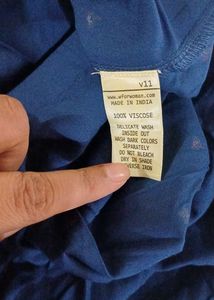 v11
www.wforwoman.com
MADE IN INDIA
100% VISCOSE
DELICATE WASH
INSIDE OUT
WASH DARK COLORS
SEPARATELY
DO NOT BLEACH
DRY IN SHADE
VERSE IRON